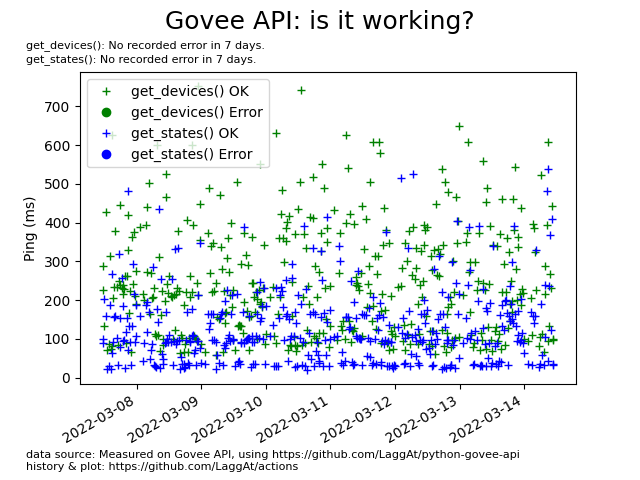 Govee API: is it working?
get_devices(): No recorded error in 7 days.
get_states(): No recorded error in 7 days.
get_devices() OK
get_devices() Error
get_states() OK
get_states() Error
Ping (ms)
700
600
500
400
300
200
100
0
2022-03-08
2022-03-09
2022-03-10
2022-03-11
2022-03-12
2022-03-13
2022-03-14
data source: Measured on Govee API, using https://github.com/LaggAt/python-govee-api
history & plot: https://github.com/LaggAt/actions